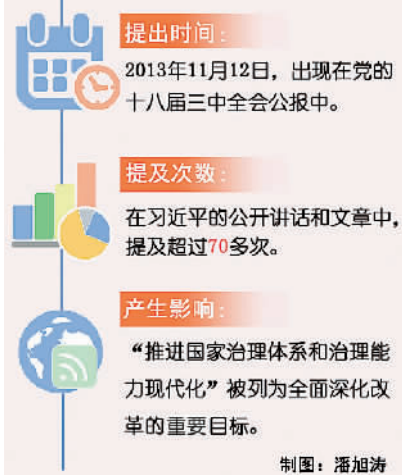 提出时间:
2013年11月12日，出现在党的
十八届三中全会公报中。
提及次数:
在习近平的公开讲话和文章中，
提及超过70多次。
产生影响:
“推进国家治理体系和治理能
力现代化”被列为全面深化改
革的重要目标。
制图：潘旭涛